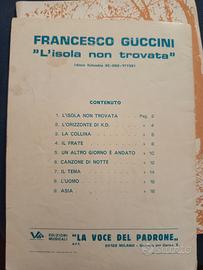 FRANCESCO GUCCINI
"L'isola non trovata"
CONTENUTO
1. L'ISOLA NON TROVATA Pag. 2
2. L'ORIZZONTE DI K.D. » 4
3. LA COLLINA » 6
4. IL FRATE » 8
5. UN ALTRO GIORNO È ANDATO » 10
6. CANZONE DI NOTTE » 12
7. IL TEMA » 14
8. L'UOMO » 16
9. ASIA » 18
EDIZIONI MUSICALI "LA VOCE DEL PADRONE"
s.r.l. 20122 MILANO
subito